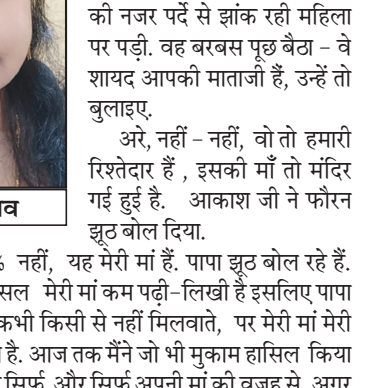 की नजर पर्दे से झांक रही महिला
पर पड़ी. वह बरबस पूछ बैठा – वे
शायद आपकी माताजी हैं, उन्हें तो
बुलाइए.
अरे, नहीं – नहीं, वो तो हमारी
रिश्तेदार हैं , इसकी माँ तो मंदिर
गई हुई है. आकाश जी ने फौरन
झूठ बोल दिया.
व
नहीं, यह मेरी मां हैं. पापा झूठ बोल रहे हैं.
सल मेरी मां कम पढ़ी-लिखी है इसलिए पापा
कभी किसी से नहीं मिलवाते, पर मेरी मां मेरी
है. आज तक मैंने जो भी मुकाम हासिल किया
सिर्फ और सिर्फ अपनी मां की वजह से. अगर